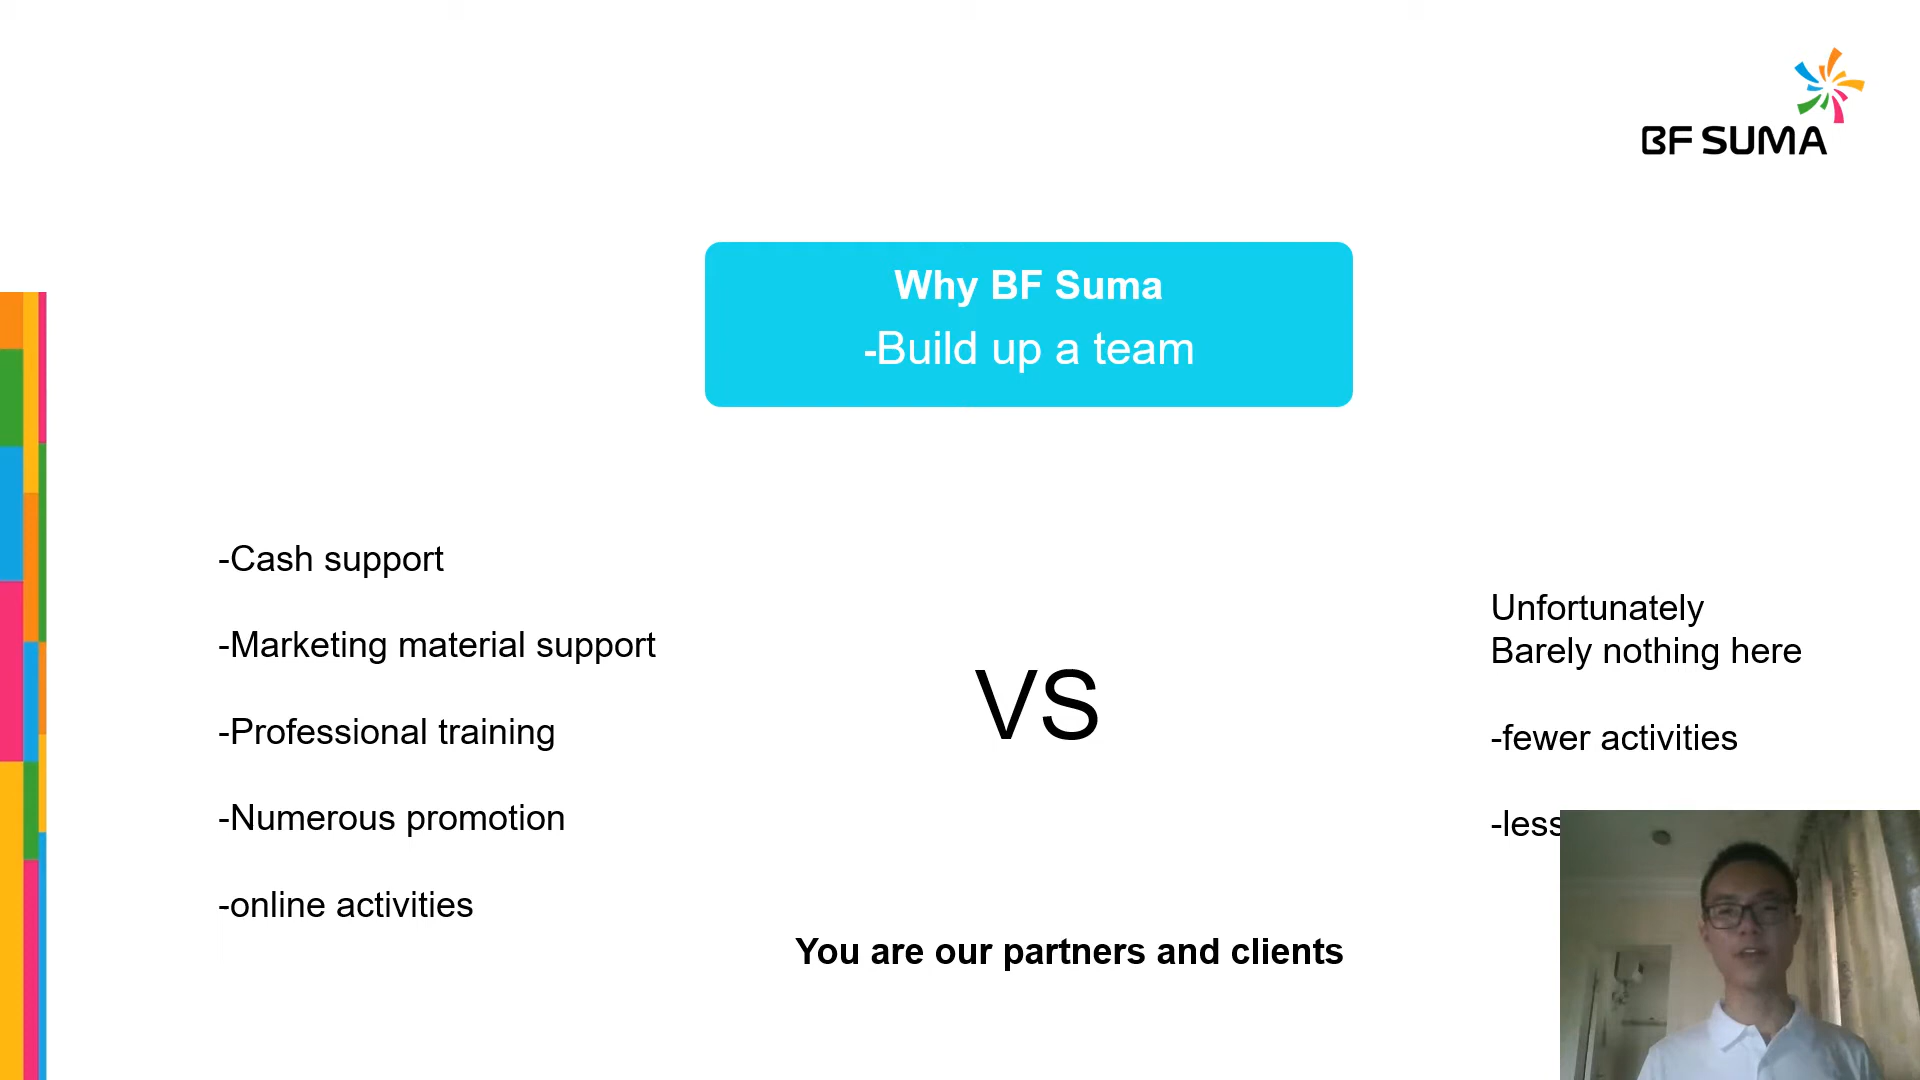 BF SUMA
Why BF Suma
-Build up a team
-Cash support
-Marketing material support
-Professional training
-Numerous promotion
-online activities
VS
Unfortunately
Barely nothing here
-fewer activities
-less
You are our partners and clients